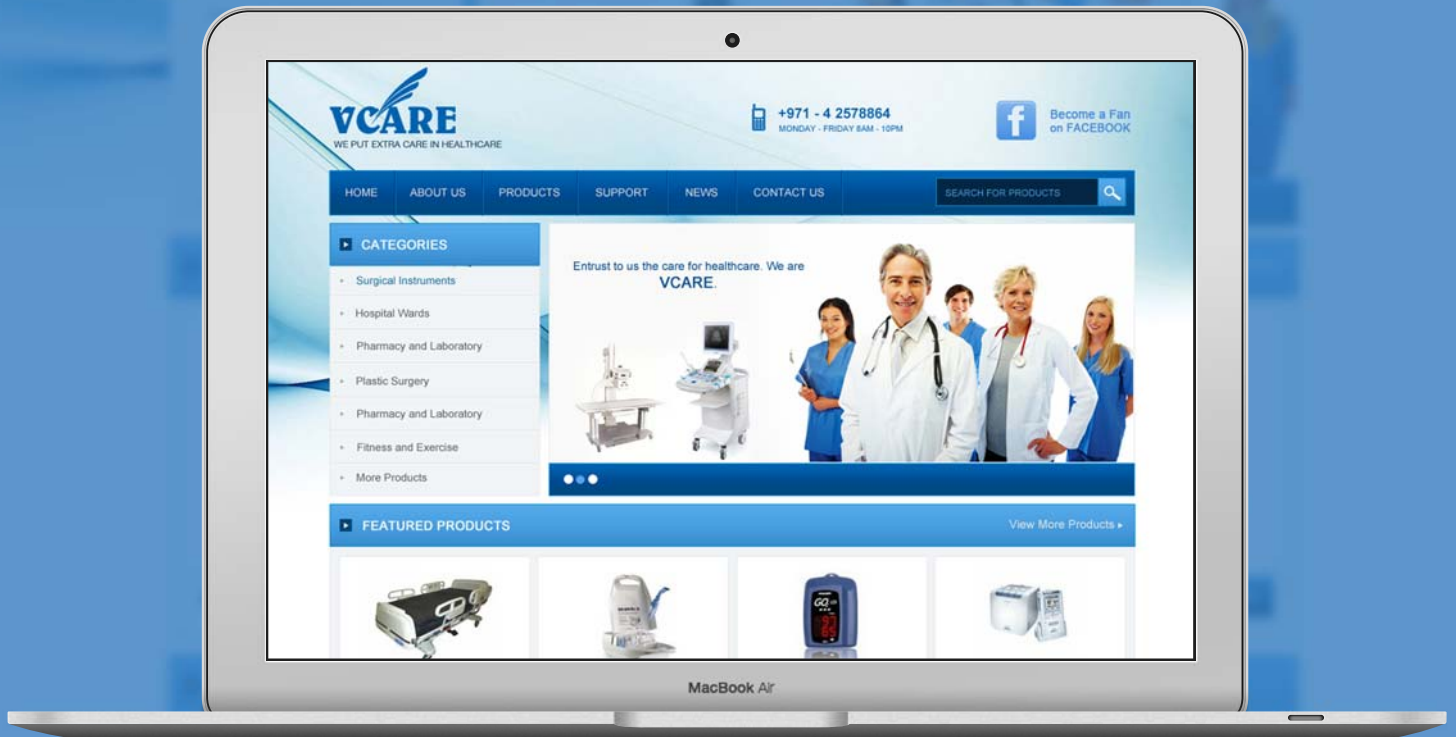 VCARE
WE PUT EXTRA CARE IN HEALTHCARE
+971 - 4 2578864
MONDAY - FRIDAY 8AM - 10PM
f
Become a Fan
on FACEBOOK
HOME ABOUT US PRODUCTS SUPPORT NEWS CONTACT US
SEARCH FOR PRODUCTS
CATEGORIES
Surgical Instruments
Hospital Wards
Pharmacy and Laboratory
Plastic Surgery
Pharmacy and Laboratory
Fitness and Exercise
More Products
Entrust to us the care for healthcare. We are
VCARE.
FEATURED PRODUCTS
View More Products
MacBook Air